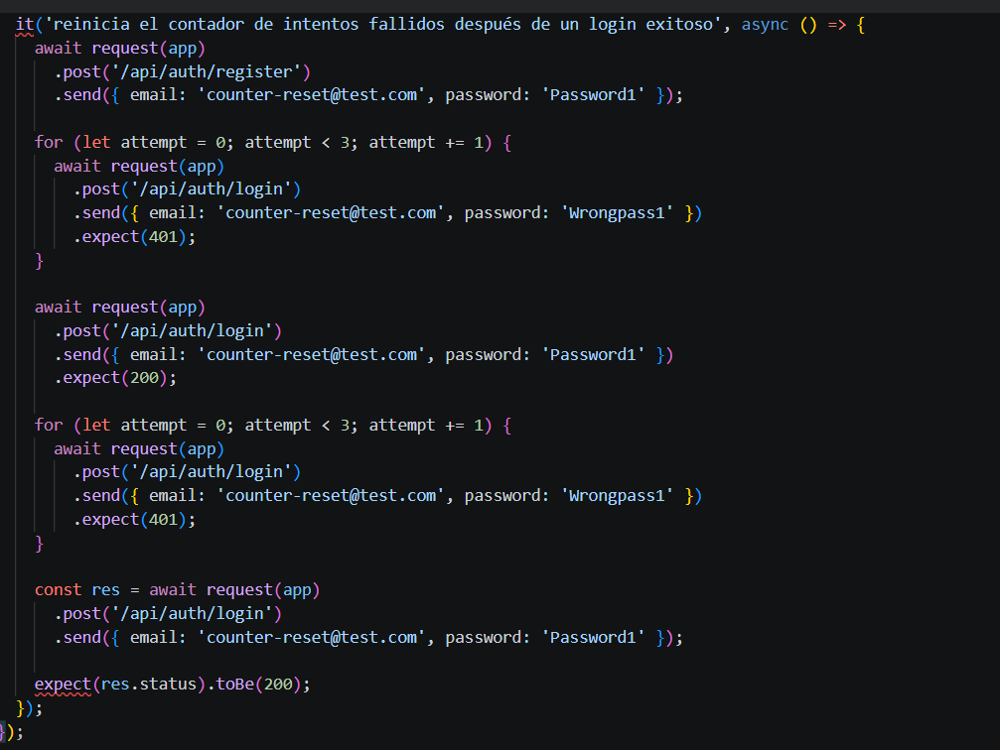 it('reinicia el contador de intentos fallidos después de un login exitoso', async () => {
  await request(app)
    .post('/api/auth/register')
    .send({ email: 'counter-reset@test.com', password: 'Password1' });

  for (let attempt = 0; attempt < 3; attempt += 1) {
    await request(app)
      .post('/api/auth/login')
      .send({ email: 'counter-reset@test.com', password: 'Wrongpass1' })
      .expect(401);
  }

  await request(app)
    .post('/api/auth/login')
    .send({ email: 'counter-reset@test.com', password: 'Password1' })
    .expect(200);

  for (let attempt = 0; attempt < 3; attempt += 1) {
    await request(app)
      .post('/api/auth/login')
      .send({ email: 'counter-reset@test.com', password: 'Wrongpass1' })
      .expect(401);
  }

  const res = await request(app)
    .post('/api/auth/login')
    .send({ email: 'counter-reset@test.com', password: 'Password1' });

  expect(res.status).toBe(200);
});
});